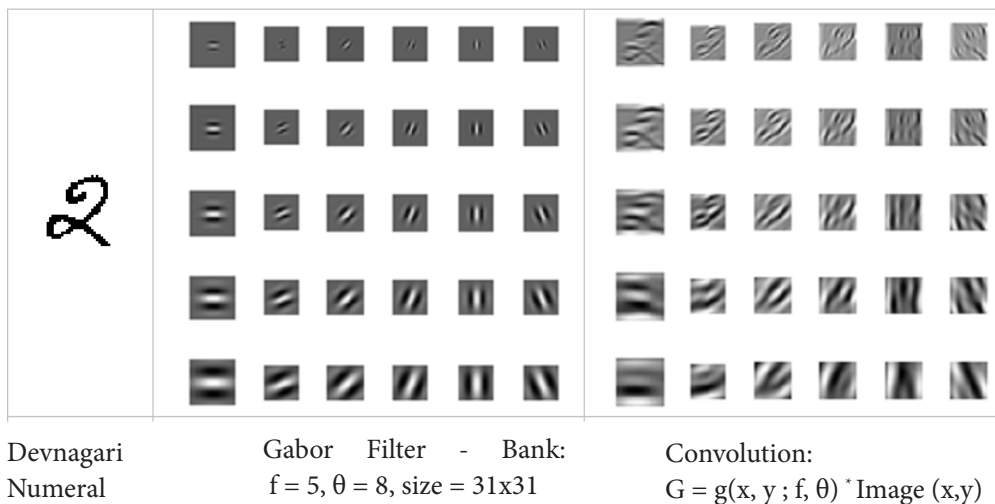 २
Devnagari
Numeral
Gabor Filter - Bank:
f = 5, θ = 8, size = 31x31
Convolution:
G = g(x, y ; f, θ) * Image (x,y)